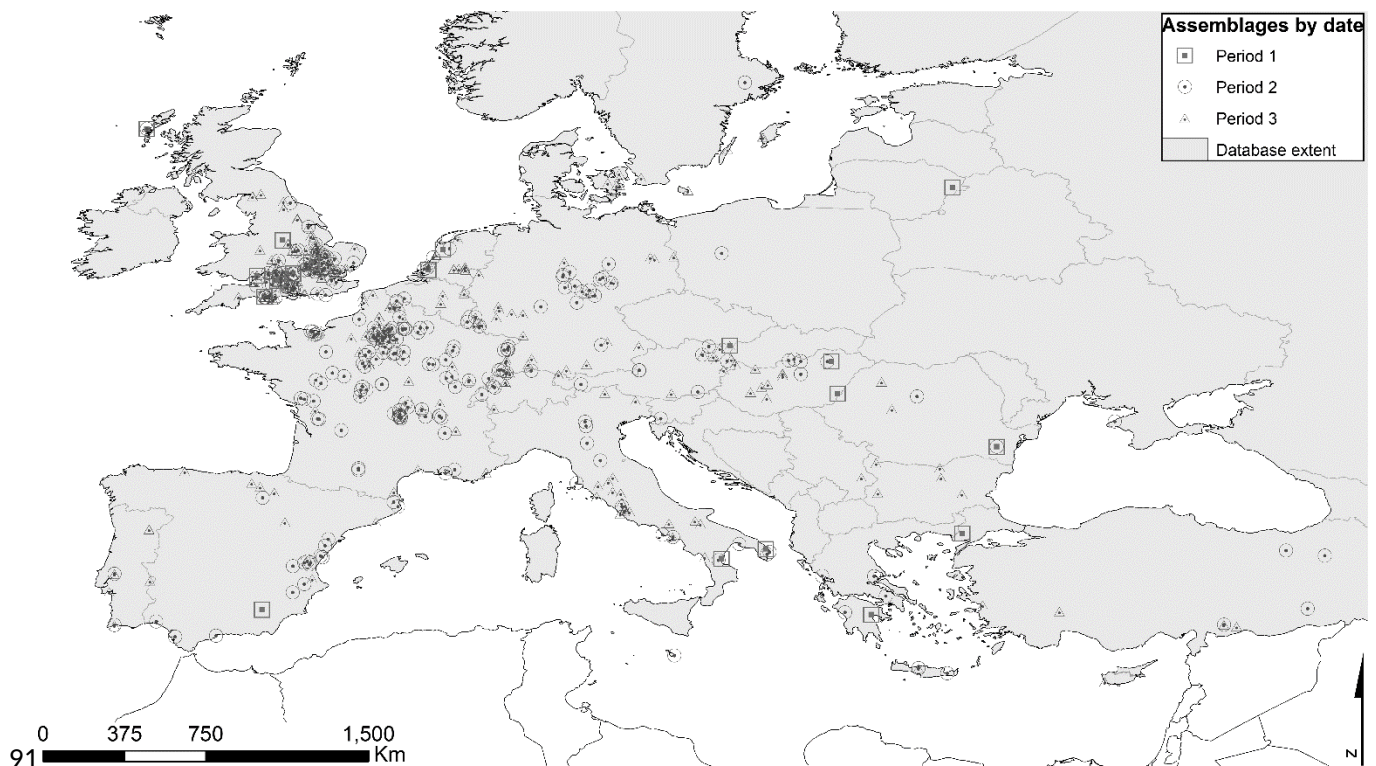 Assemblages by date
Period 1
Period 2
Period 3
Database extent
0 375 750 1,500
Km
91
N